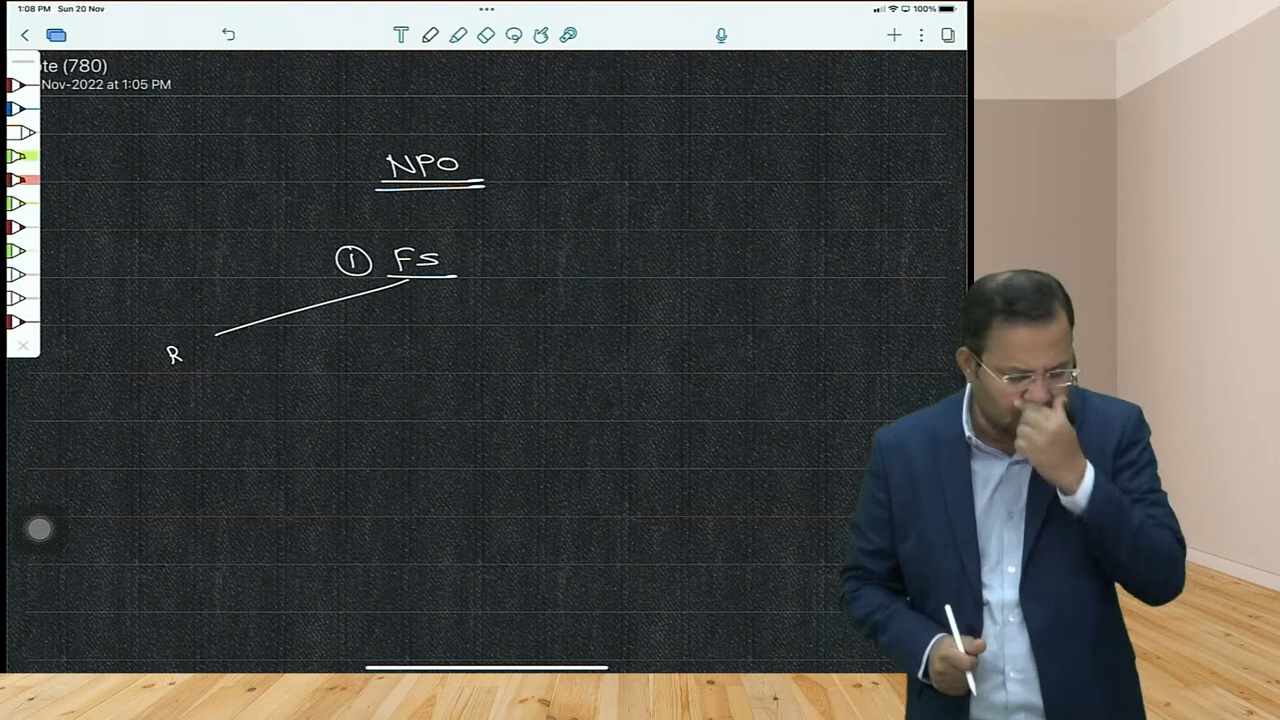 1:08 PM Sun 20 Nov
100%
te (780)
Nov-2022 at 1:05 PM
NPO
① FS
R